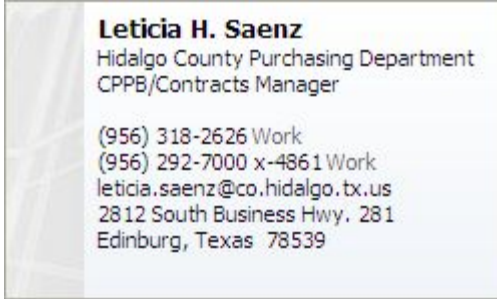 Leticia H. Saenz
Hidalgo County Purchasing Department
CPPB/Contracts Manager
(956) 318-2626 Work
(956) 292-7000 x-4861 Work
leticia.saenz@co.hidalgo.tx.us
2812 South Business Hwy. 281
Edinburg, Texas  78539